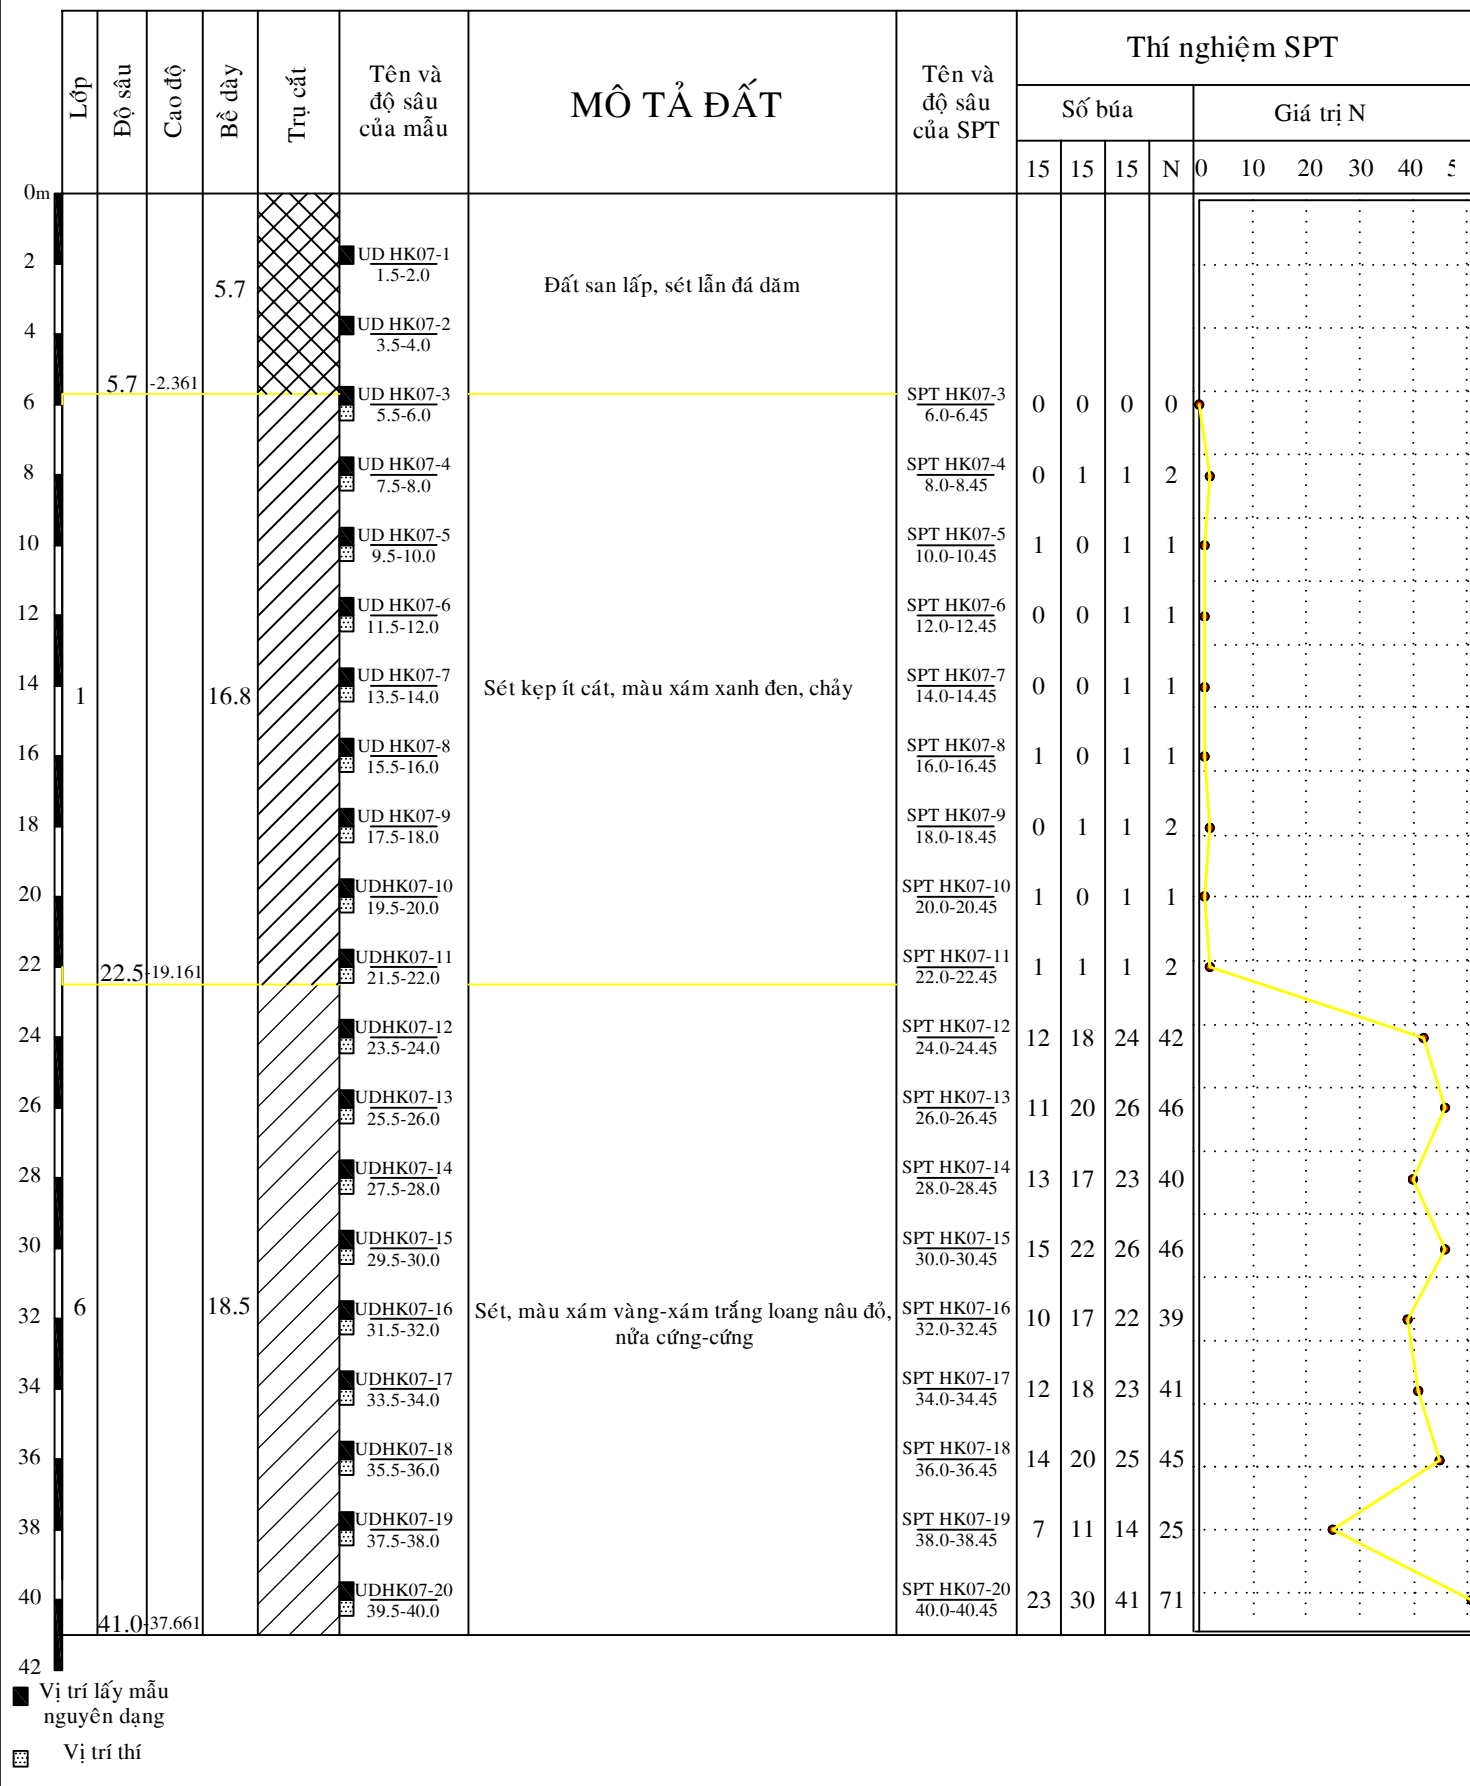 Lớp
Độ sâu
Cao độ
Bề dày
Trụ cắt
Tên và
độ sâu
của mẫu
MÔ TẢ ĐẤT
Tên và
độ sâu
của SPT
Thí nghiệm SPT
Số búa
Giá trị N
15 15 15 N 0 10 20 30 40 5
0m
UD HK07-1
1.5-2.0
2
5.7
Đất san lấp, sét lẫn đá dăm
UD HK07-2
3.5-4.0
4
5.7 -2.361
UD HK07-3
5.5-6.0
SPT HK07-3
6.0-6.45
6 0 0 0 0
UD HK07-4
7.5-8.0
SPT HK07-4
8.0-8.45
8 0 1 1 2
UD HK07-5
9.5-10.0
SPT HK07-5
10.0-10.45
10 1 0 1 1
UD HK07-6
11.5-12.0
SPT HK07-6
12.0-12.45
12 0 0 1 1
UD HK07-7
13.5-14.0
SPT HK07-7
14.0-14.45
14 0 0 1 1
1 16.8 Sét kẹp ít cát, màu xám xanh đen, chảy
UD HK07-8
15.5-16.0
SPT HK07-8
16.0-16.45
16 1 0 1 1
UD HK07-9
17.5-18.0
SPT HK07-9
18.0-18.45
18 0 1 1 2
UDHK07-10
19.5-20.0
SPT HK07-10
20.0-20.45
20 1 0 1 1
UDHK07-11
21.5-22.0
SPT HK07-11
22.0-22.45
22 1 1 1 2
22.5 -19.161
UDHK07-12
23.5-24.0
SPT HK07-12
24.0-24.45
24 12 18 24 42
UDHK07-13
25.5-26.0
SPT HK07-13
26.0-26.45
26 11 20 26 46
UDHK07-14
27.5-28.0
SPT HK07-14
28.0-28.45
28 13 17 23 40
UDHK07-15
29.5-30.0
SPT HK07-15
30.0-30.45
30 15 22 26 46
6 18.5
UDHK07-16
31.5-32.0
Sét, màu xám vàng-xám trắng loang nâu đỏ,
nửa cứng-cứng
SPT HK07-16
32.0-32.45
32 10 17 22 39
UDHK07-17
33.5-34.0
SPT HK07-17
34.0-34.45
34 12 18 23 41
UDHK07-18
35.5-36.0
SPT HK07-18
36.0-36.45
36 14 20 25 45
UDHK07-19
37.5-38.0
SPT HK07-19
38.0-38.45
38 7 11 14 25
UDHK07-20
39.5-40.0
SPT HK07-20
40.0-40.45
40 23 30 41 71
41.0 -37.661
42
Vị trí lấy mẫu
nguyên dạng
Vị trí thí